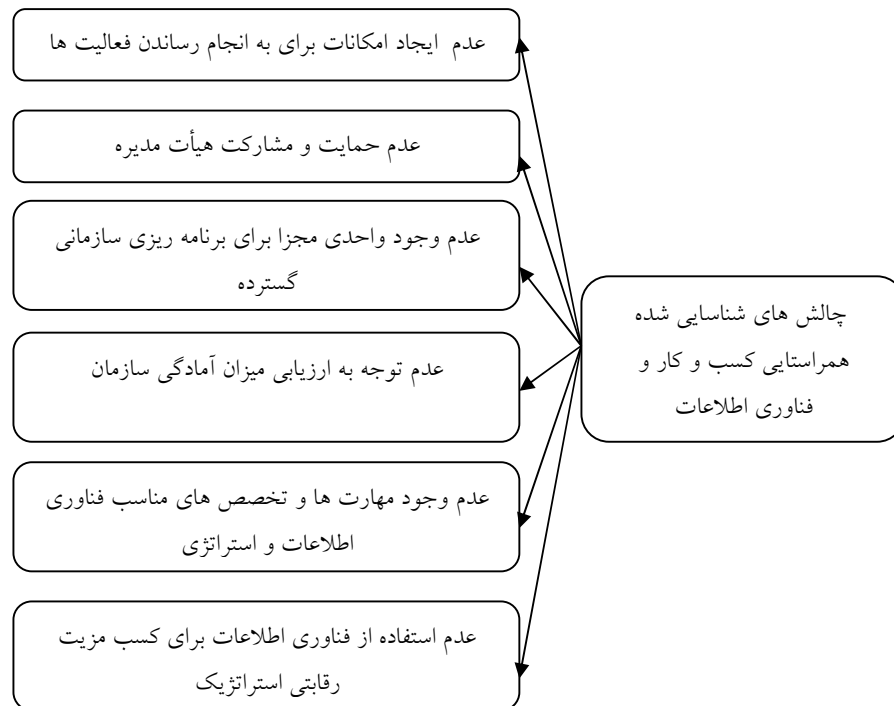 عدم ایجاد امکانات برای به انجام رساندن فعالیت ها
عدم حمایت و مشارکت هیأت مدیره
عدم وجود واحدی مجزا برای برنامه ریزی سازمانی
گسترده
چالش های شناسایی شده
همراستایی کسب و کار و
فناوری اطلاعات
عدم توجه به ارزیابی میزان آمادگی سازمان
عدم وجود مهارت ها و تخصص های مناسب فناوری
اطلاعات و استراتژی
عدم استفاده از فناوری اطلاعات برای کسب مزیت
رقابتی استراتژیک